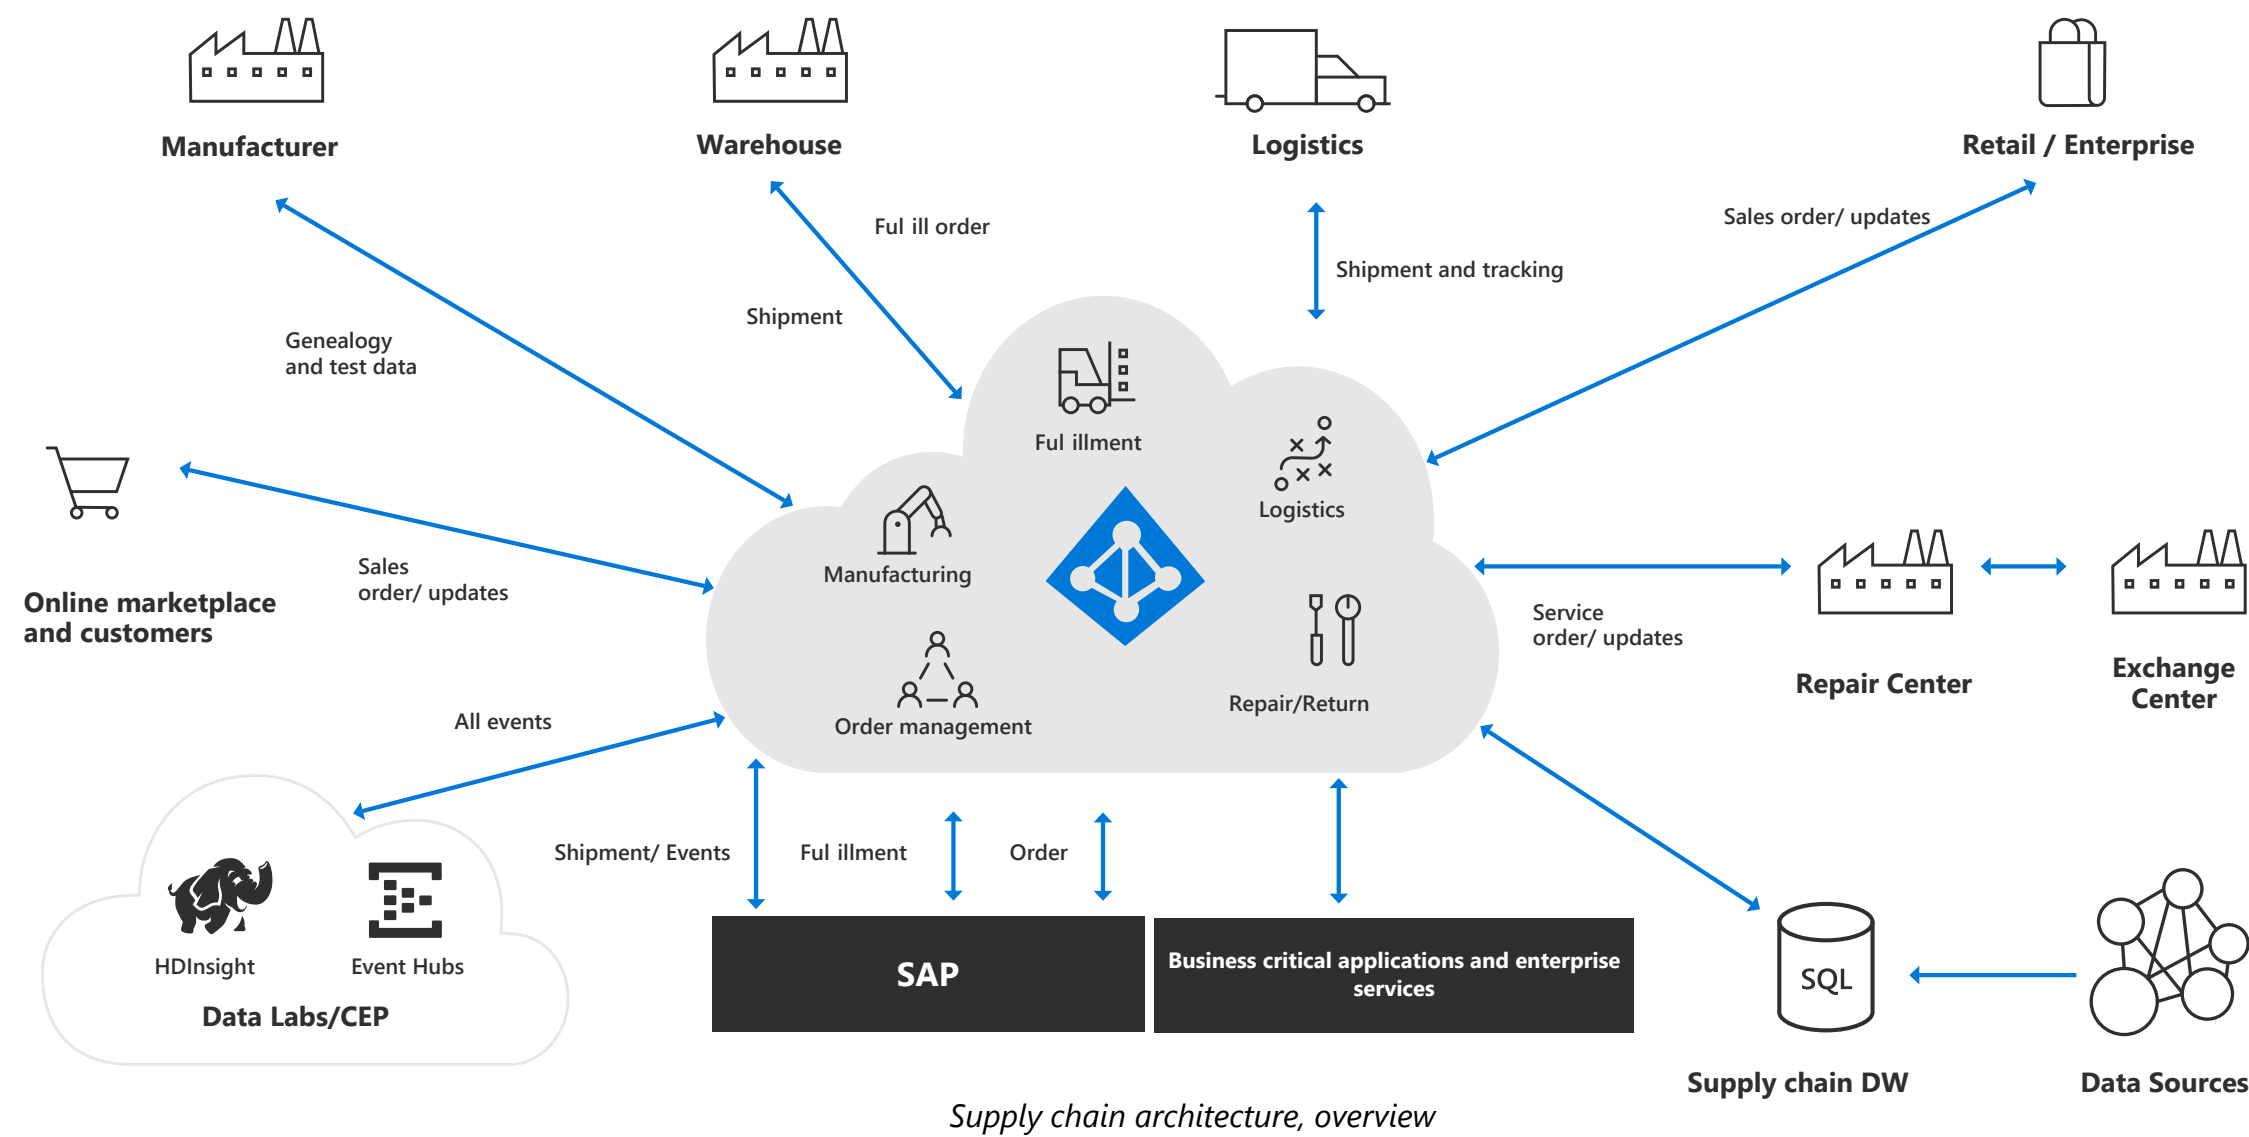 Manufacturer
Warehouse
Logistics
Retail / Enterprise
Ful ill order
Sales order/ updates
Shipment and tracking
Shipment
Genealogy
and test data
Ful illment
Logistics
Manufacturing
Sales
order/ updates
Online marketplace
and customers
Service
order/ updates
Repair Center
Exchange
Center
Repair/Return
Order management
All events
Shipment/ Events
Ful illment
Order
HDInsight
Event Hubs
Data Labs/CEP
SAP
Business critical applications and enterprise
services
SQL
Supply chain DW
Data Sources
Supply chain architecture, overview